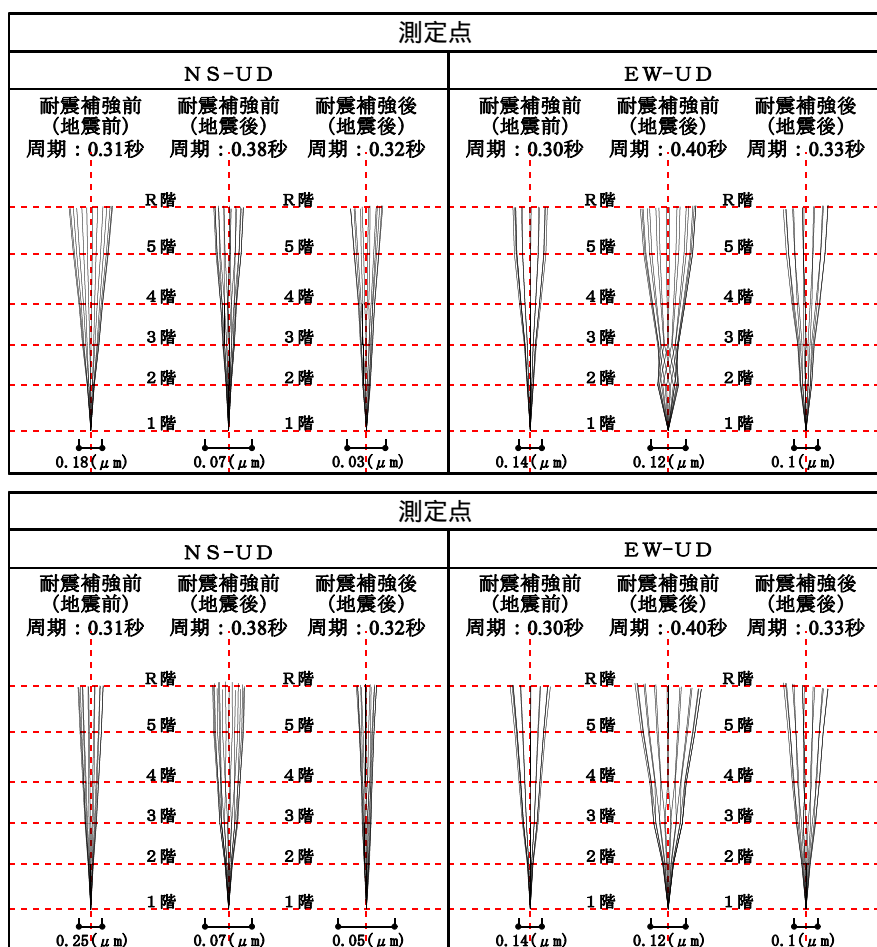 測定点
NS-UD
EW-UD
耐震補強前 耐震補強前 耐震補強後
(地震前) (地震後) (地震後)
周期：0.31秒 周期：0.38秒 周期：0.32秒
耐震補強前 耐震補強前 耐震補強後
(地震前) (地震後) (地震後)
周期：0.30秒 周期：0.40秒 周期：0.33秒
R階 R階 R階 R階
5階 5階 5階 5階
4階 4階 4階 4階
3階 3階 3階 3階
2階 2階 2階 2階
1階 1階 1階 1階
0.18(μm) 0.07(μm) 0.03(μm) 0.14(μm) 0.12(μm) 0.1(μm)
測定点
NS-UD
EW-UD
耐震補強前 耐震補強前 耐震補強後
(地震前) (地震後) (地震後)
周期：0.31秒 周期：0.38秒 周期：0.32秒
耐震補強前 耐震補強前 耐震補強後
(地震前) (地震後) (地震後)
周期：0.30秒 周期：0.40秒 周期：0.33秒
R階 R階 R階 R階
5階 5階 5階 5階
4階 4階 4階 4階
3階 3階 3階 3階
2階 2階 2階 2階
1階 1階 1階 1階
0.25(μm) 0.07(μm) 0.05(μm) 0.14(μm) 0.12(μm) 0.1(μm)